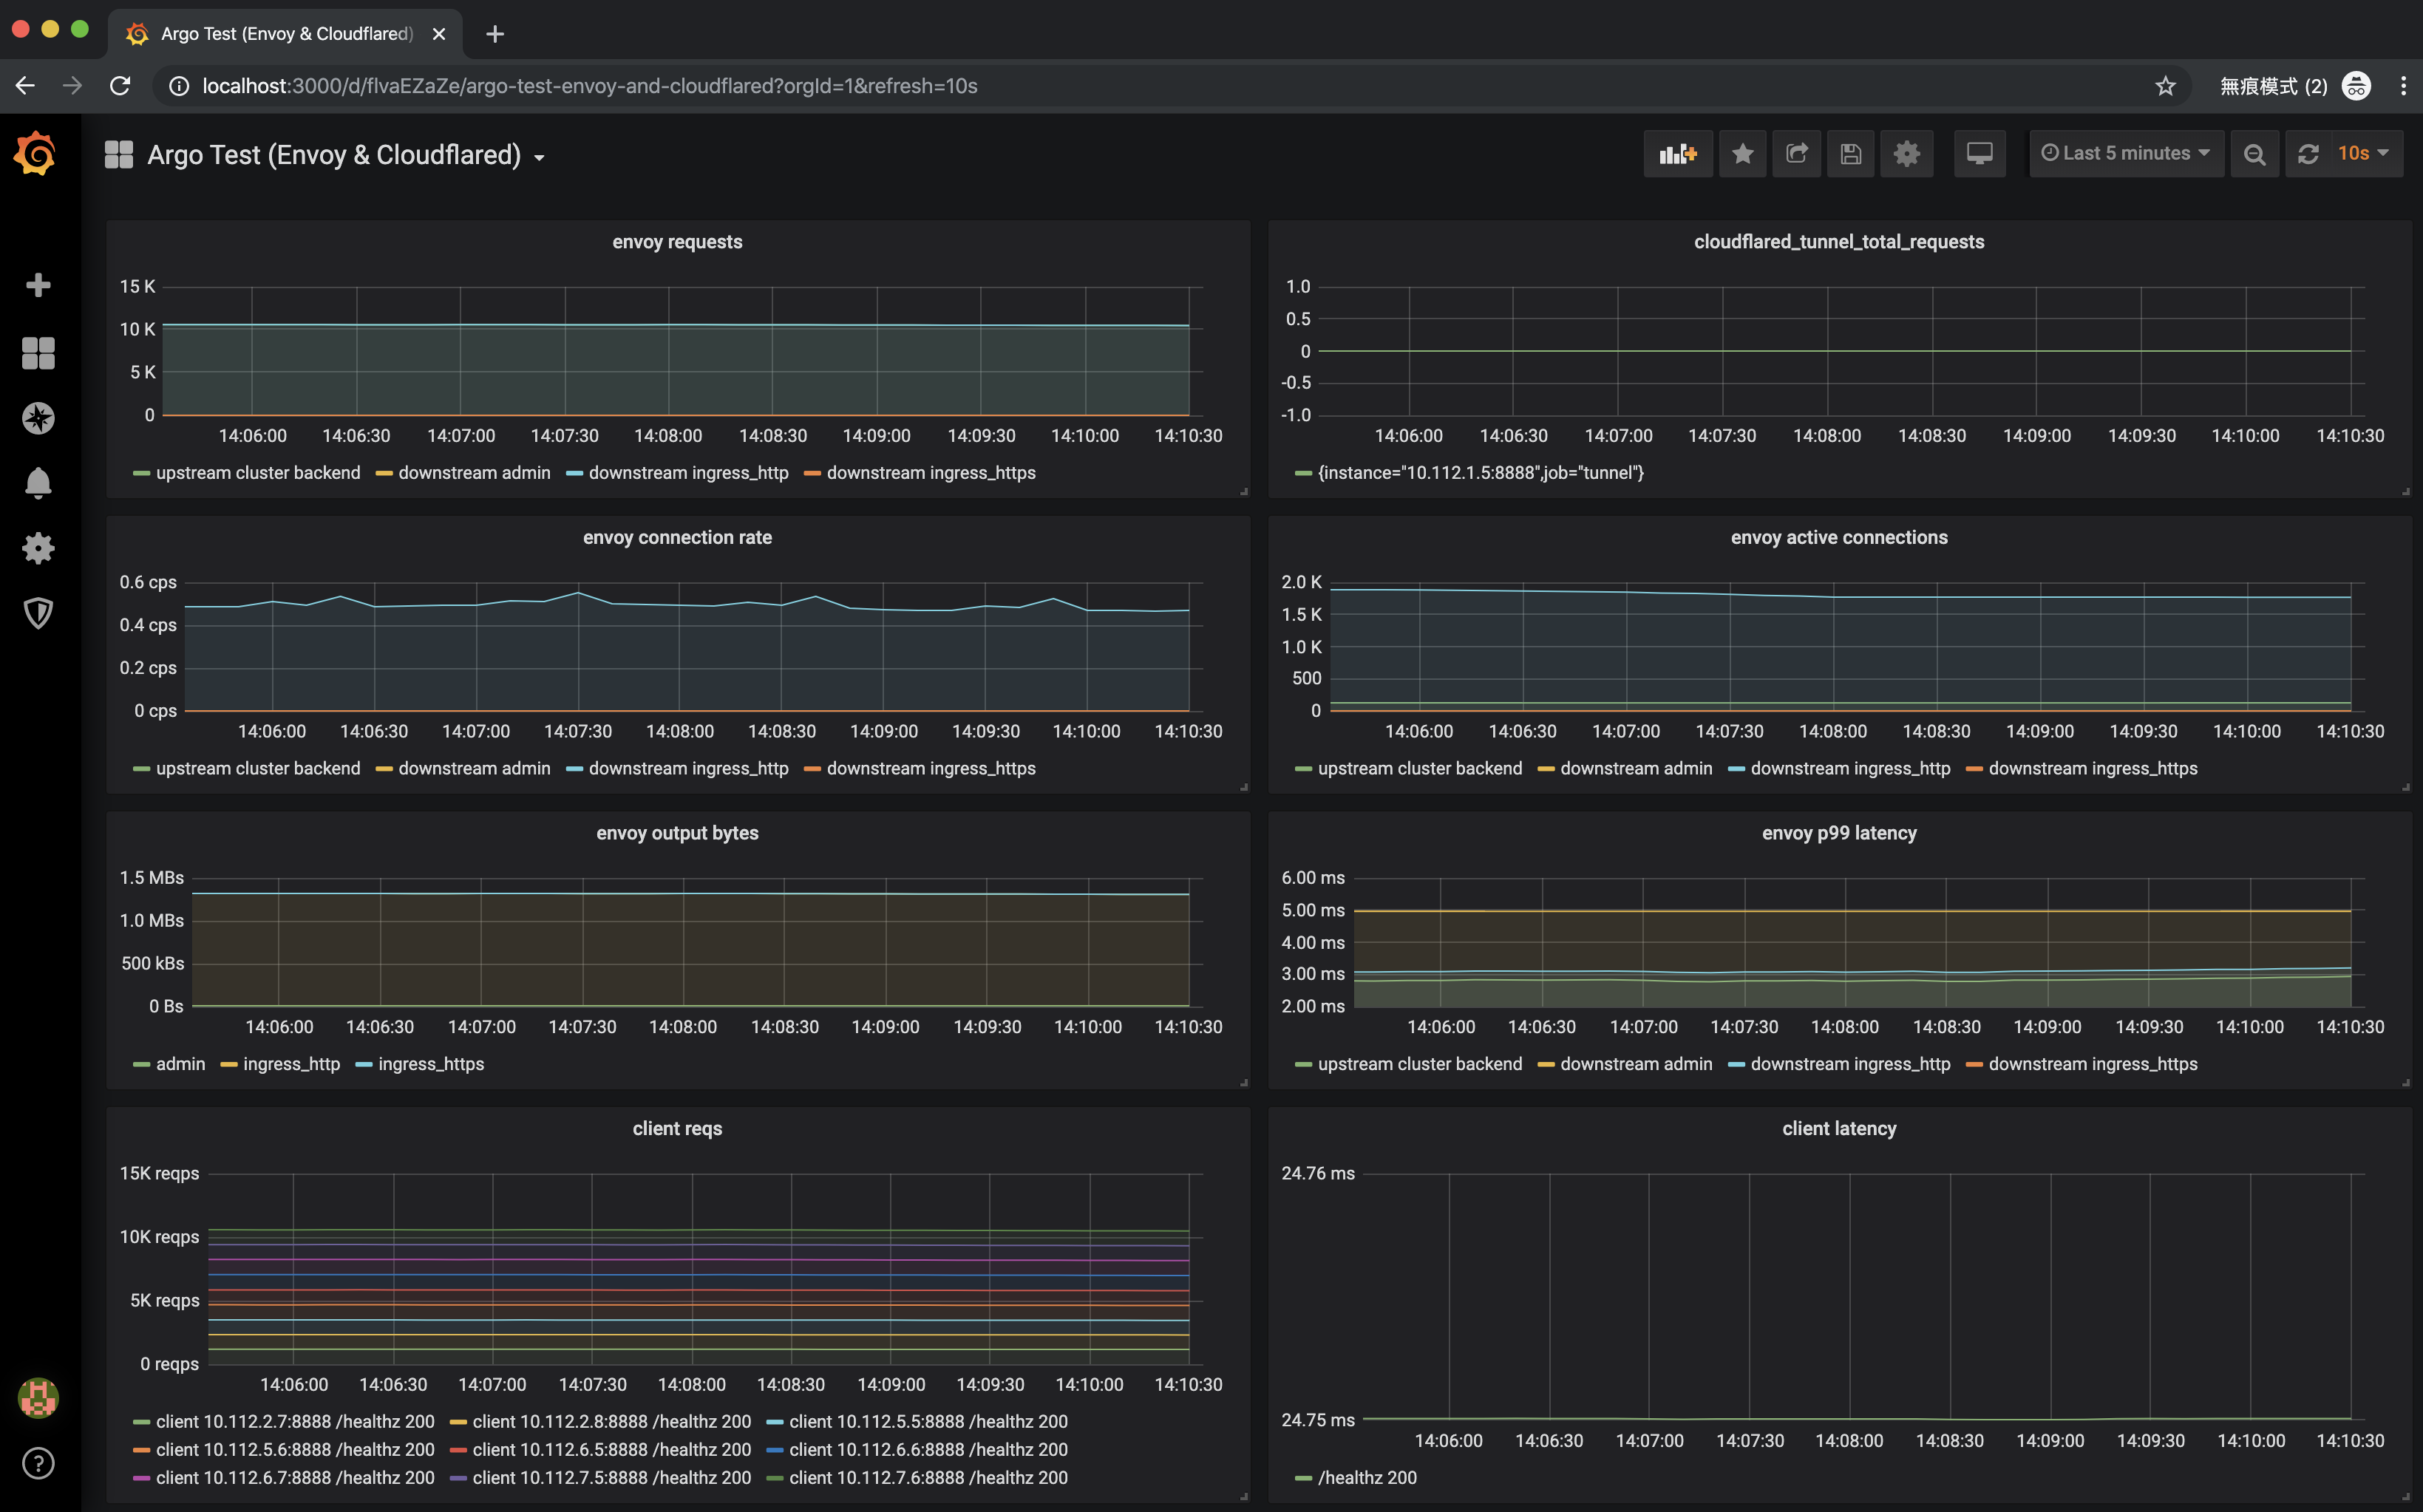 Argo Test (Envoy & Cloudflared)
localhost:3000/d/flvaEZaZe/argo-test-envoy-and-cloudflared?orgId=1&refresh=10s
無痕模式 (2)
Argo Test (Envoy & Cloudflared)
Last 5 minutes
10s
envoy requests
15 K
10 K
5 K
0
14:06:00 14:06:30 14:07:00 14:07:30 14:08:00 14:08:30 14:09:00 14:09:30 14:10:00 14:10:30
upstream cluster backend downstream admin downstream ingress_http downstream ingress_https
cloudflared_tunnel_total_requests
1.0
0.5
0
-0.5
-1.0
14:06:00 14:06:30 14:07:00 14:07:30 14:08:00 14:08:30 14:09:00 14:09:30 14:10:00 14:10:30
{instance="10.112.1.5:8888",job="tunnel"}
envoy connection rate
0.6 cps
0.4 cps
0.2 cps
0 cps
14:06:00 14:06:30 14:07:00 14:07:30 14:08:00 14:08:30 14:09:00 14:09:30 14:10:00 14:10:30
upstream cluster backend downstream admin downstream ingress_http downstream ingress_https
envoy active connections
2.0 K
1.5 K
1.0 K
500
0
14:06:00 14:06:30 14:07:00 14:07:30 14:08:00 14:08:30 14:09:00 14:09:30 14:10:00 14:10:30
upstream cluster backend downstream admin downstream ingress_http downstream ingress_https
envoy output bytes
1.5 MBs
1.0 MBs
500 kBs
0 Bs
14:06:00 14:06:30 14:07:00 14:07:30 14:08:00 14:08:30 14:09:00 14:09:30 14:10:00 14:10:30
admin ingress_http ingress_https
envoy p99 latency
6.00 ms
5.00 ms
4.00 ms
3.00 ms
2.00 ms
14:06:00 14:06:30 14:07:00 14:07:30 14:08:00 14:08:30 14:09:00 14:09:30 14:10:00 14:10:30
upstream cluster backend downstream admin downstream ingress_http downstream ingress_https
client reqs
15K reqps
10K reqps
5K reqps
0 reqps
14:06:00 14:06:30 14:07:00 14:07:30 14:08:00 14:08:30 14:09:00 14:09:30 14:10:00 14:10:30
client 10.112.2.7:8888 /healthz 200 client 10.112.2.8:8888 /healthz 200 client 10.112.5.5:8888 /healthz 200
client 10.112.5.6:8888 /healthz 200 client 10.112.6.5:8888 /healthz 200 client 10.112.6.6:8888 /healthz 200
client 10.112.6.7:8888 /healthz 200 client 10.112.7.5:8888 /healthz 200 client 10.112.7.6:8888 /healthz 200
client latency
24.76 ms
24.75 ms
14:06:00 14:06:30 14:07:00 14:07:30 14:08:00 14:08:30 14:09:00 14:09:30 14:10:00 14:10:30
/healthz 200